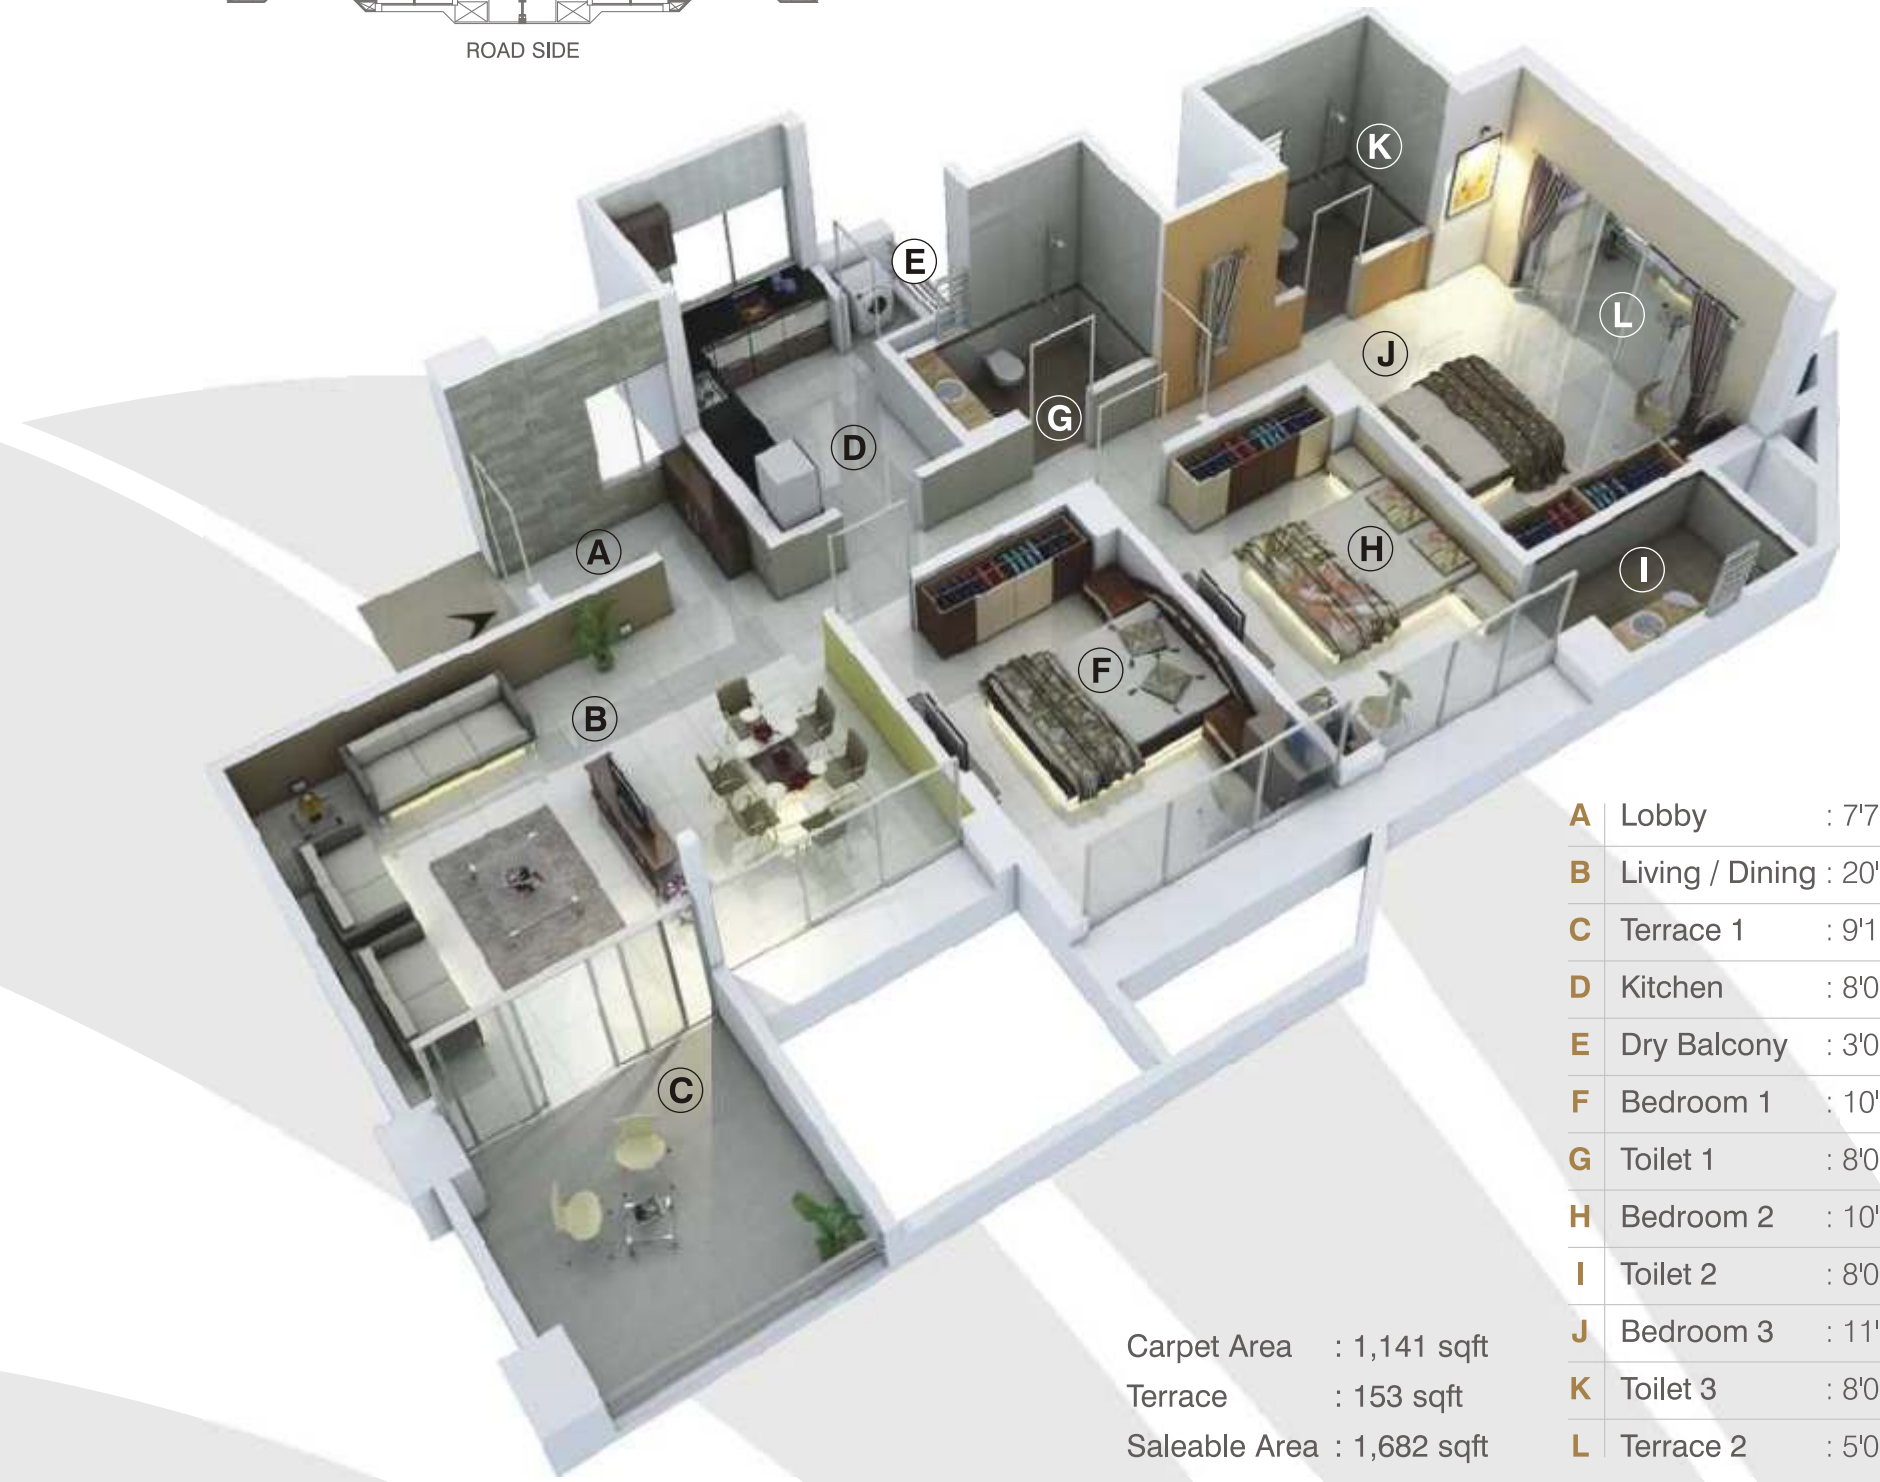 ROAD SIDE
K
E
L
J
G
D
H
A
I
F
B
C
A Lobby : 7'7
B Living / Dining : 20'
C Terrace 1 : 9'1
D Kitchen : 8'0
E Dry Balcony : 3'0
F Bedroom 1 : 10'
G Toilet 1 : 8'0
H Bedroom 2 : 10'
I Toilet 2 : 8'0
J Bedroom 3 : 11'
K Toilet 3 : 8'0
L Terrace 2 : 5'0
Carpet Area : 1,141 sqft
Terrace : 153 sqft
Saleable Area : 1,682 sqft